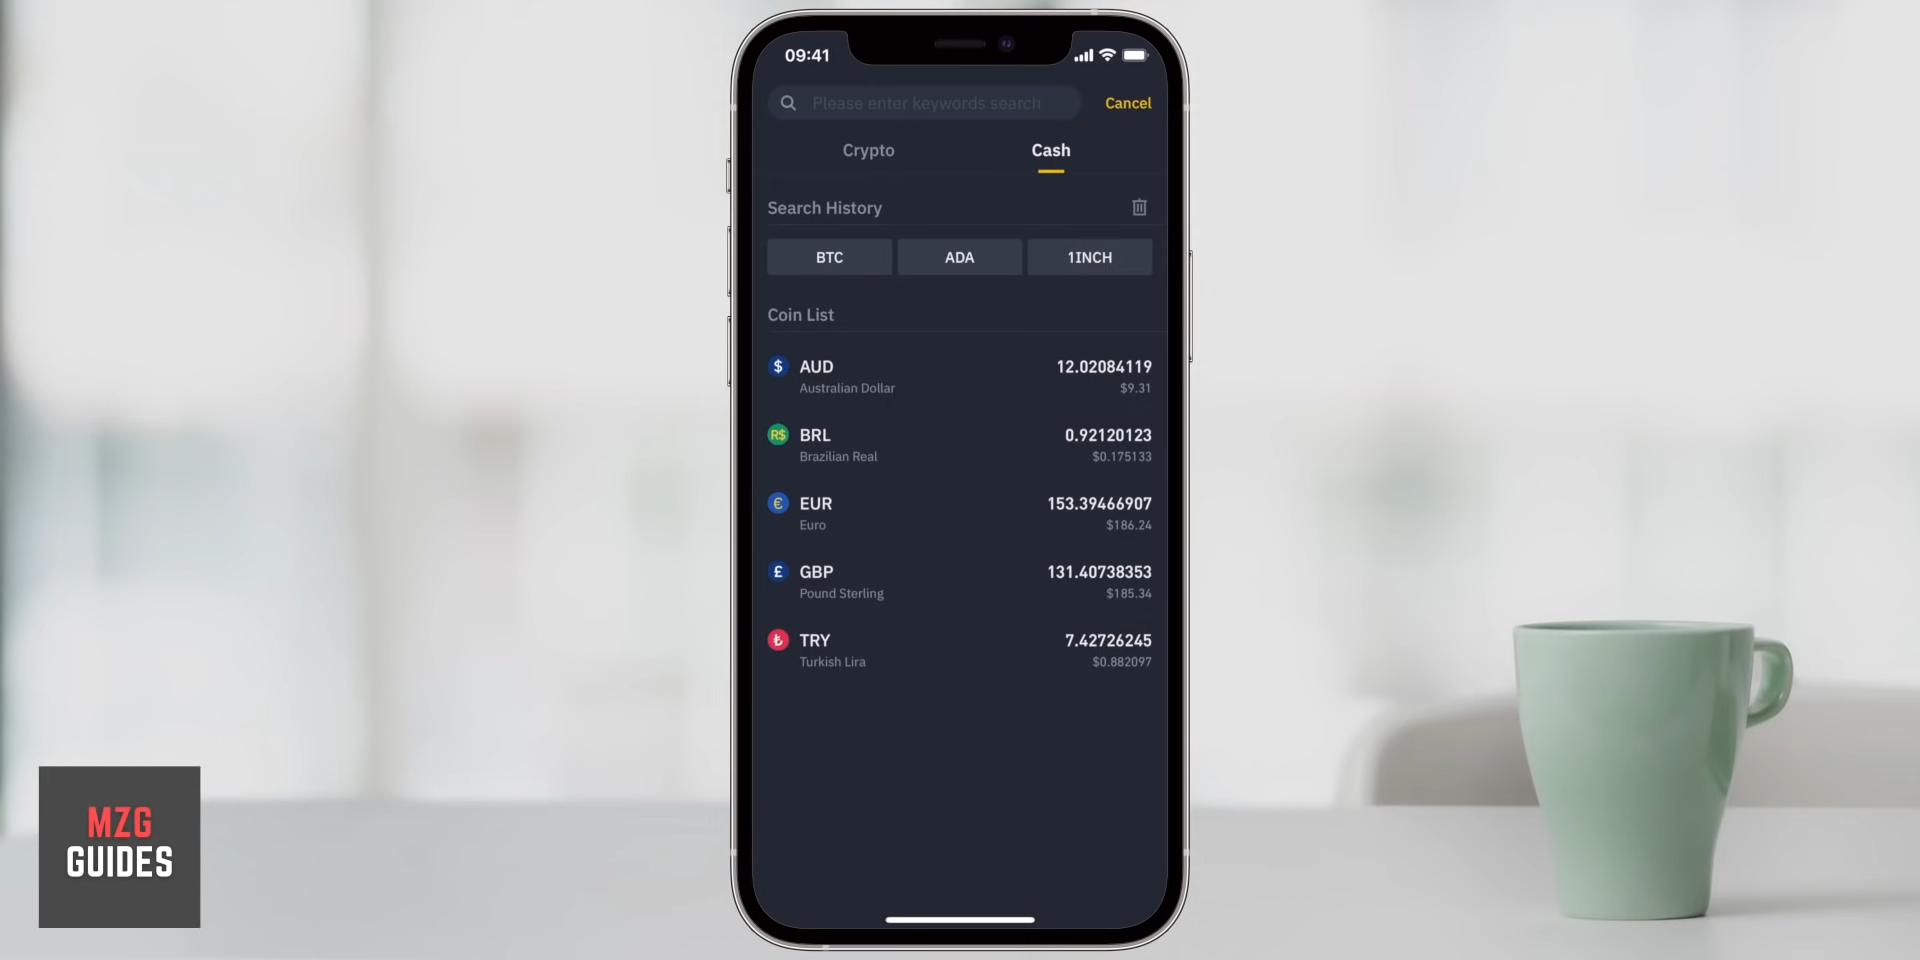 09:41
Please enter keywords search
Cancel
Crypto
Cash
Search History
BTC
ADA
1INCH
Coin List
$
AUD
12.02084119
Australian Dollar
$9.31
R$
BRL
0.92120123
Brazilian Real
$0.175133
€
EUR
153.39466907
Euro
$186.24
£
GBP
131.40738353
Pound Sterling
$185.34
₺
TRY
7.42726245
Turkish Lira
$0.882097
MZG
GUIDES